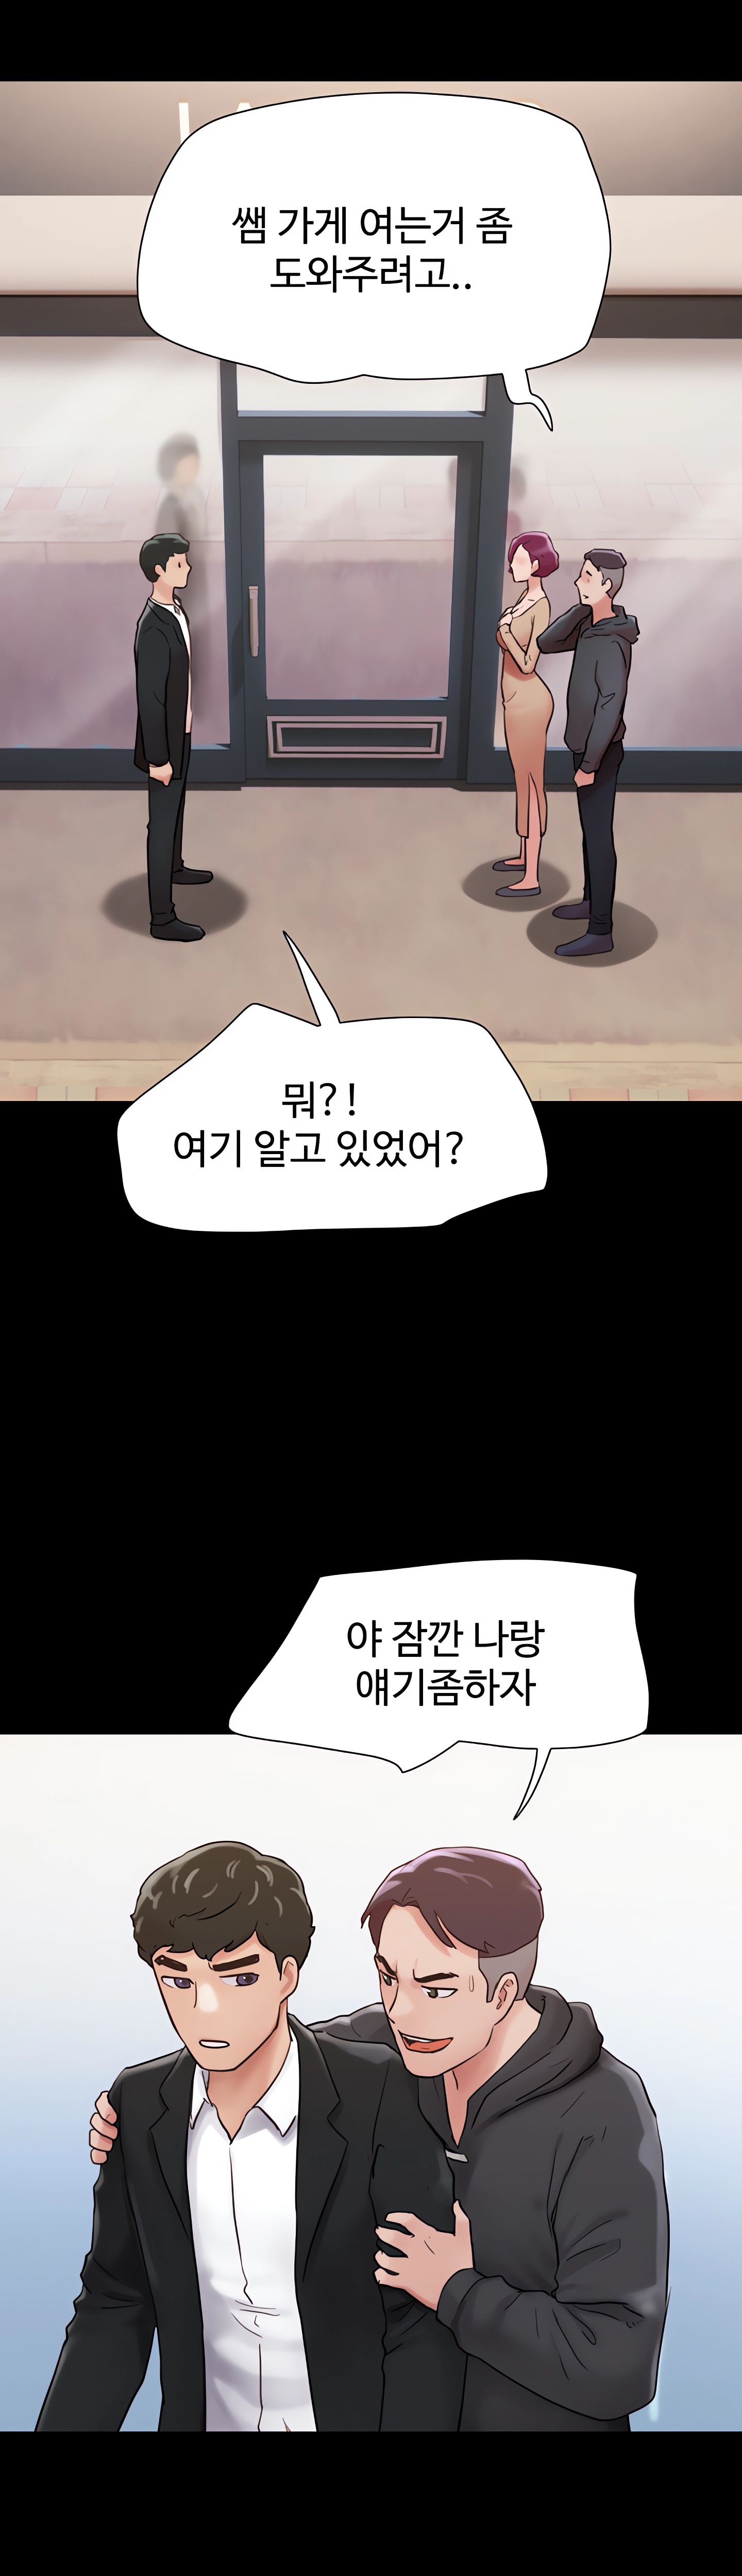 쌤 가게 여는거 좀
도와주려고..
뭐?!
여기 알고 있었어?
야 잠깐 나랑
얘기좀하자